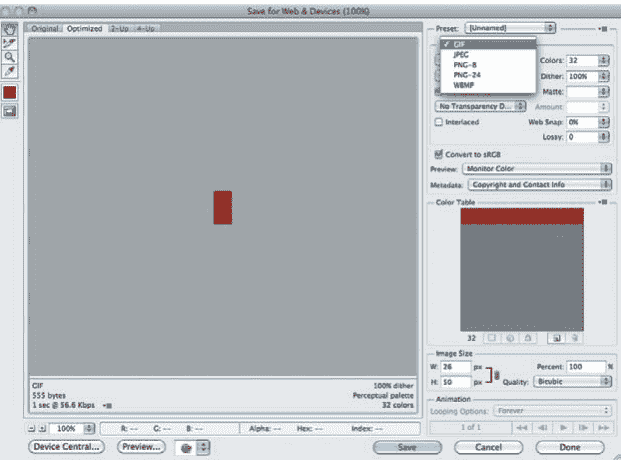 Save for Web & Devices (100%)
Original Optimized 2-Up 4-Up
Preset: [Unnamed]
GIF
JPEG
PNG-8
PNG-24
WBMP
Colors: 32
Dither: 100%
Matte:
No Transparency D... Amount:
Interlaced Web Snap: 0%
Lossy: 0
Convert to sRGB
Preview: Monitor Color
Metadata: Copyright and Contact Info
Color Table
32
Image Size
W: 26 px Percent: 100 %
H: 50 px Quality: Bicubic
Animation
Looping Options: Forever
1 of 1
GIF 100% dither
555 bytes Perceptual palette
1 sec @ 56.6 Kbps 32 colors
100% R: -- G: -- B: -- Alpha: -- Hex: -- Index: --
Device Central... Preview... Save Cancel Done